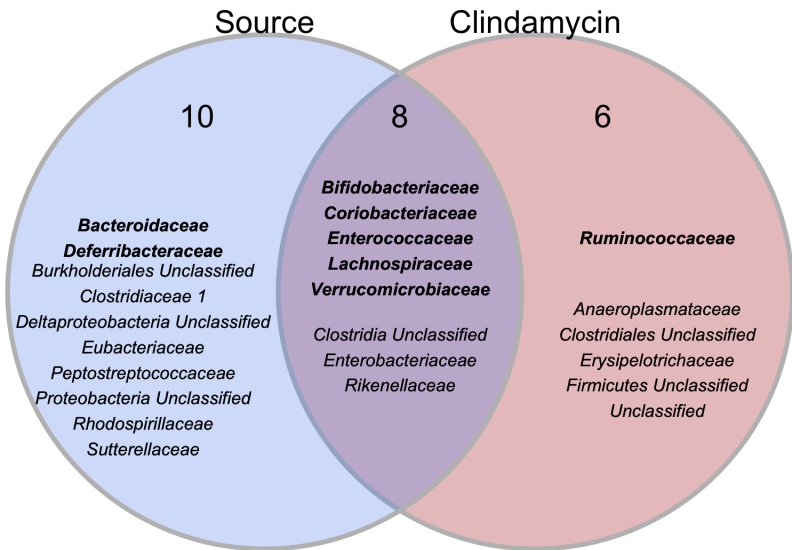 Source
Clindamycin
10
8
6
Bacteroidaceae
Deferribacteraceae
Burkholderiales Unclassified
Clostridiaceae 1
Deltaproteobacteria Unclassified
Eubacteriaceae
Peptostreptococcaceae
Proteobacteria Unclassified
Rhodospirillaceae
Sutterellaceae
Bifidobacteriaceae
Coriobacteriaceae
Enterococcaceae
Lachnospiraceae
Verrucomicrobiaceae
Clostridia Unclassified
Enterobacteriaceae
Rikenellaceae
Ruminococcaceae
Anaeroplasmataceae
Clostridiales Unclassified
Erysipelotrichaceae
Firmicutes Unclassified
Unclassified